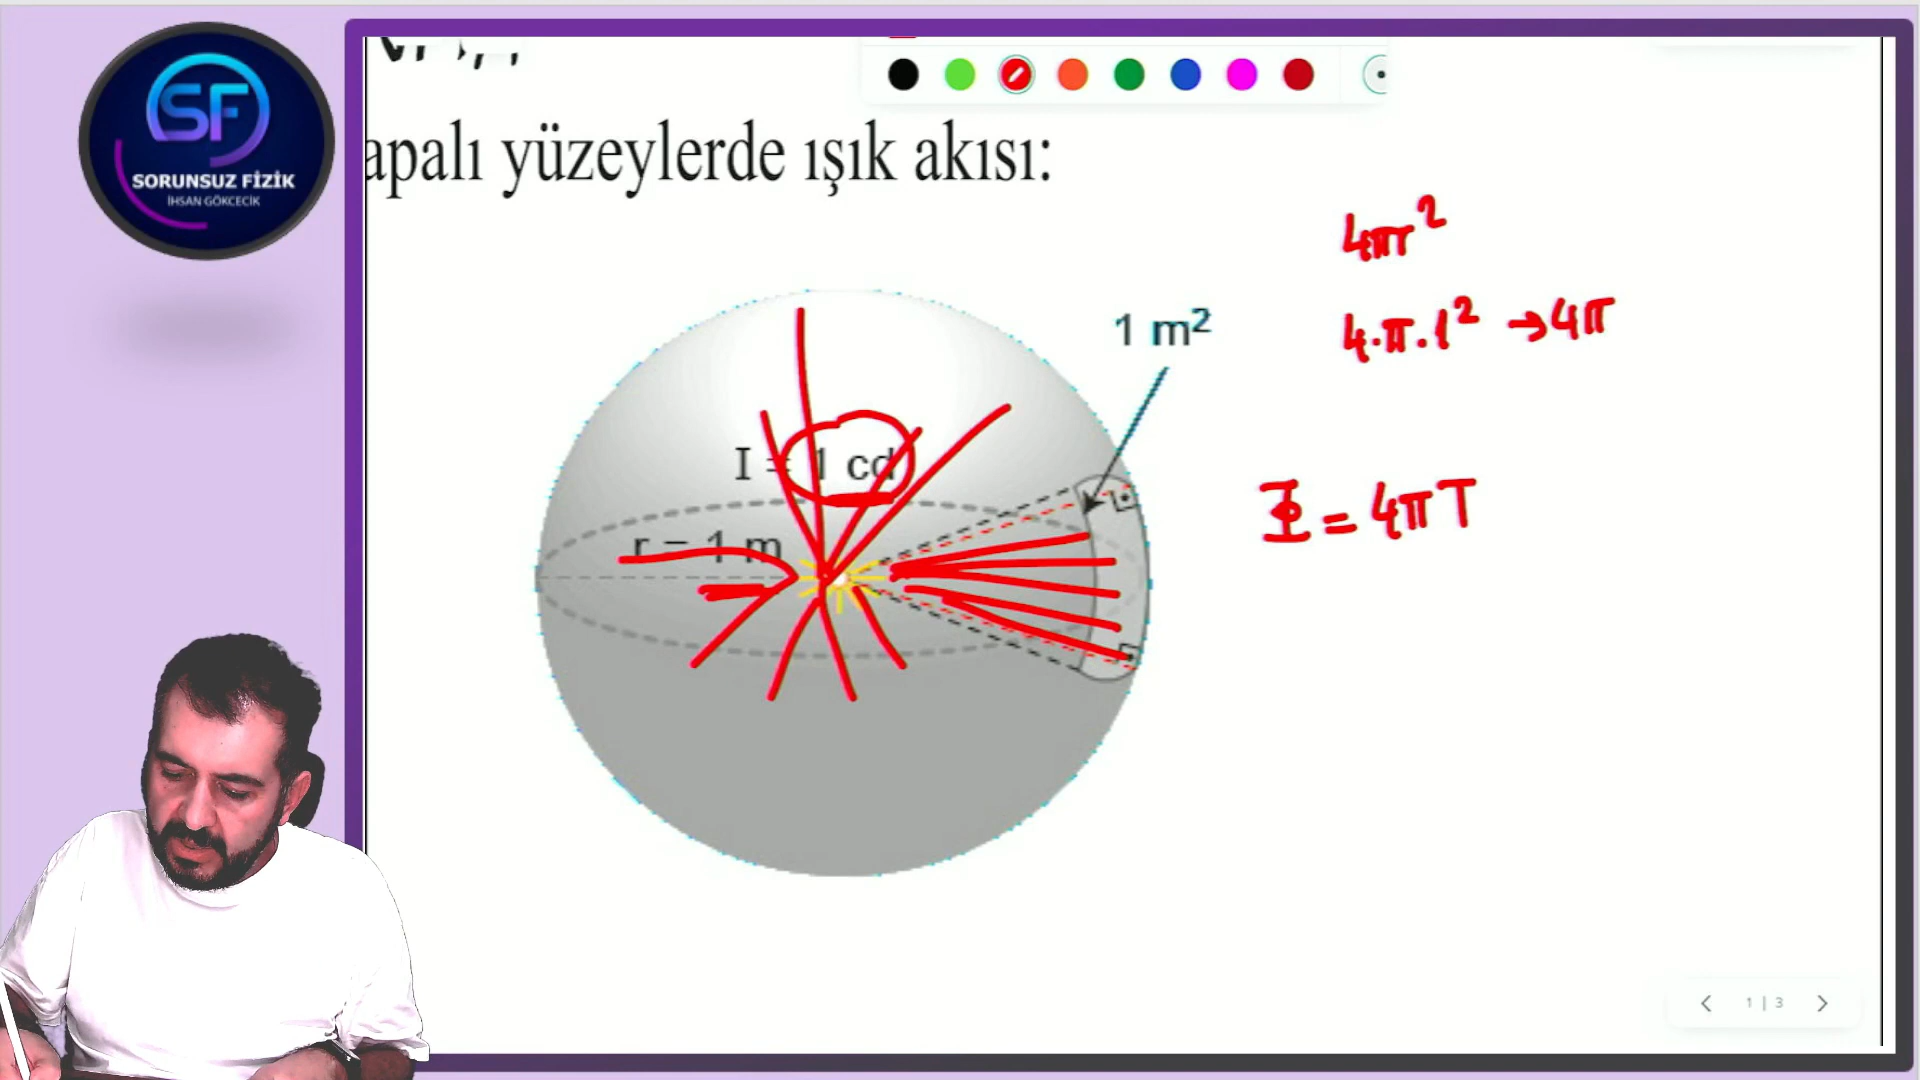 SF
SORUNSUZ FİZİK
İHSAN GÖKCECİK
apalı yüzeylerde ışık akısı:
4πr²
4.π.1² →4π
1 m²
I = 1 cd
r = 1 m
Φ = 4πI
1 | 3